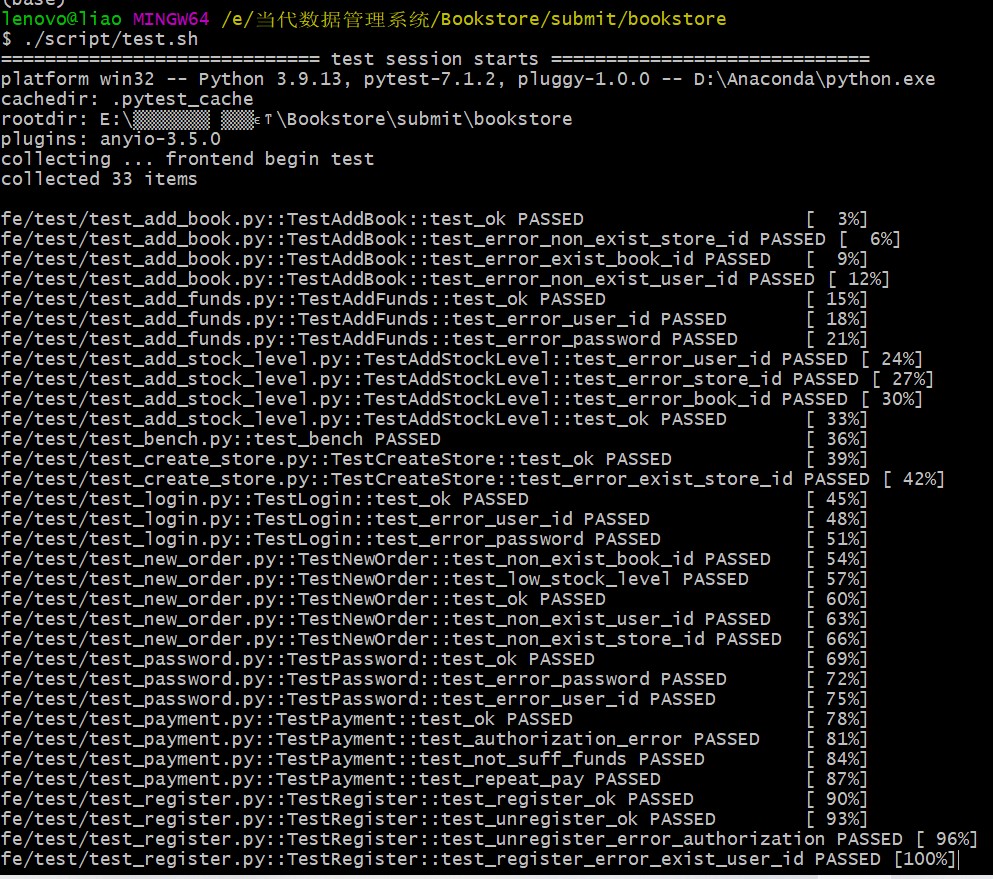 (base)
lenovo@liao MINGW64 /e/当代数据管理系统/Bookstore/submit/bookstore
$ ./script/test.sh
============================= test session starts =============================
platform win32 -- Python 3.9.13, pytest-7.1.2, pluggy-1.0.0 -- D:\Anaconda\python.exe
cachedir: .pytest_cache
rootdir: E:\ \Bookstore\submit\bookstore
plugins: anyio-3.5.0
collecting ... frontend begin test
collected 33 items
fe/test/test_add_book.py::TestAddBook::test_ok PASSED [  3%]
fe/test/test_add_book.py::TestAddBook::test_error_non_exist_store_id PASSED [  6%]
fe/test/test_add_book.py::TestAddBook::test_error_exist_book_id PASSED [  9%]
fe/test/test_add_book.py::TestAddBook::test_error_non_exist_user_id PASSED [ 12%]
fe/test/test_add_funds.py::TestAddFunds::test_ok PASSED [ 15%]
fe/test/test_add_funds.py::TestAddFunds::test_error_user_id PASSED [ 18%]
fe/test/test_add_funds.py::TestAddFunds::test_error_password PASSED [ 21%]
fe/test/test_add_stock_level.py::TestAddStockLevel::test_error_user_id PASSED [ 24%]
fe/test/test_add_stock_level.py::TestAddStockLevel::test_error_store_id PASSED [ 27%]
fe/test/test_add_stock_level.py::TestAddStockLevel::test_error_book_id PASSED [ 30%]
fe/test/test_add_stock_level.py::TestAddStockLevel::test_ok PASSED [ 33%]
fe/test/test_bench.py::test_bench PASSED [ 36%]
fe/test/test_create_store.py::TestCreateStore::test_ok PASSED [ 39%]
fe/test/test_create_store.py::TestCreateStore::test_error_exist_store_id PASSED [ 42%]
fe/test/test_login.py::TestLogin::test_ok PASSED [ 45%]
fe/test/test_login.py::TestLogin::test_error_user_id PASSED [ 48%]
fe/test/test_login.py::TestLogin::test_error_password PASSED [ 51%]
fe/test/test_new_order.py::TestNewOrder::test_non_exist_book_id PASSED [ 54%]
fe/test/test_new_order.py::TestNewOrder::test_low_stock_level PASSED [ 57%]
fe/test/test_new_order.py::TestNewOrder::test_ok PASSED [ 60%]
fe/test/test_new_order.py::TestNewOrder::test_non_exist_user_id PASSED [ 63%]
fe/test/test_new_order.py::TestNewOrder::test_non_exist_store_id PASSED [ 66%]
fe/test/test_password.py::TestPassword::test_ok PASSED [ 69%]
fe/test/test_password.py::TestPassword::test_error_password PASSED [ 72%]
fe/test/test_password.py::TestPassword::test_error_user_id PASSED [ 75%]
fe/test/test_payment.py::TestPayment::test_ok PASSED [ 78%]
fe/test/test_payment.py::TestPayment::test_authorization_error PASSED [ 81%]
fe/test/test_payment.py::TestPayment::test_not_suff_funds PASSED [ 84%]
fe/test/test_payment.py::TestPayment::test_repeat_pay PASSED [ 87%]
fe/test/test_register.py::TestRegister::test_register_ok PASSED [ 90%]
fe/test/test_register.py::TestRegister::test_unregister_ok PASSED [ 93%]
fe/test/test_register.py::TestRegister::test_unregister_error_authorization PASSED [ 96%]
fe/test/test_register.py::TestRegister::test_register_error_exist_user_id PASSED [100%]